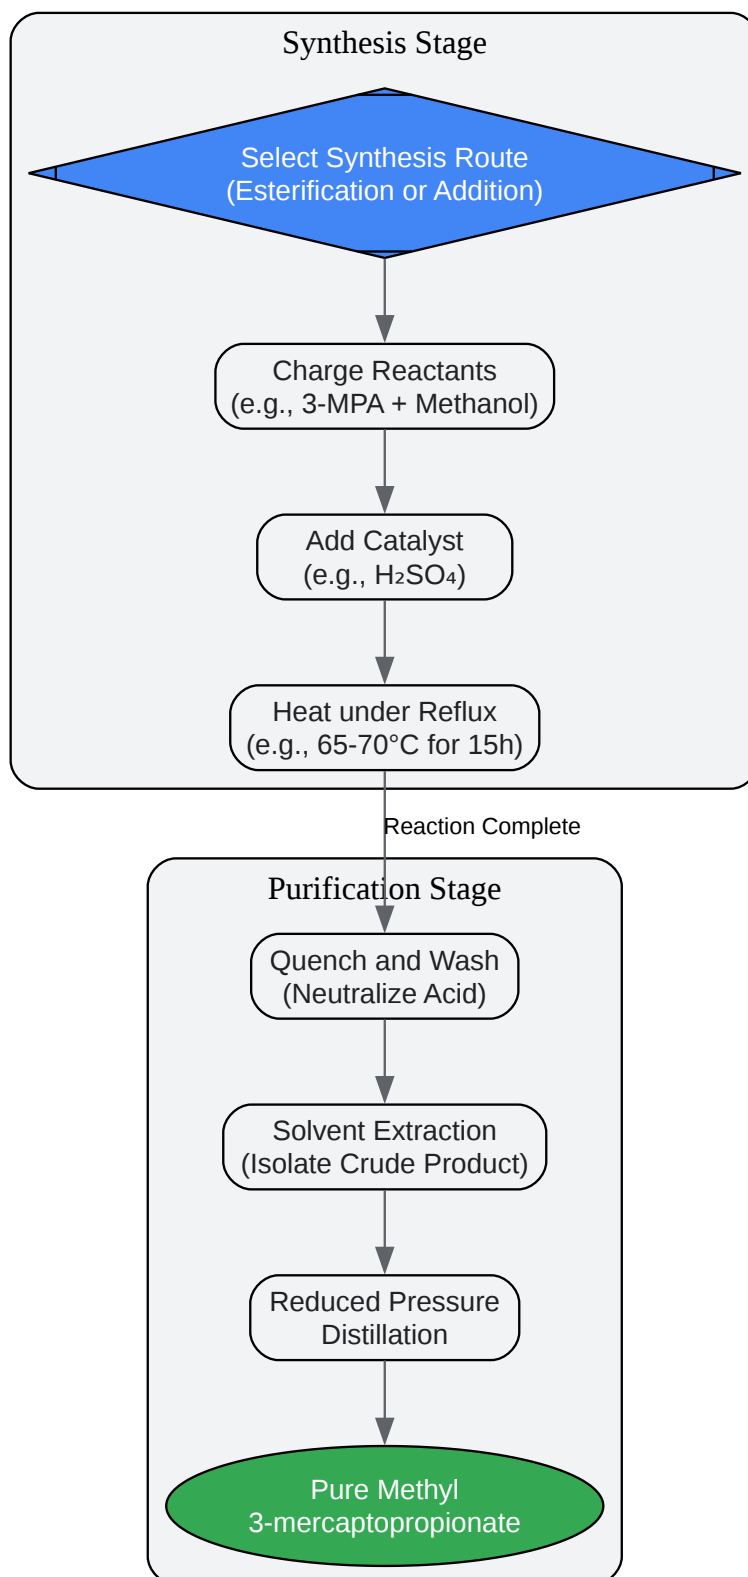 Synthesis Stage
Select Synthesis Route
(Esterification or Addition)
Charge Reactants
(e.g., 3-MPA + Methanol)
Add Catalyst
(e.g., H₂SO₄)
Heat under Reflux
(e.g., 65-70°C for 15h)
Reaction Complete
Purification Stage
Quench and Wash
(Neutralize Acid)
Solvent Extraction
(Isolate Crude Product)
Reduced Pressure
Distillation
Pure Methyl
3-mercaptopropionate